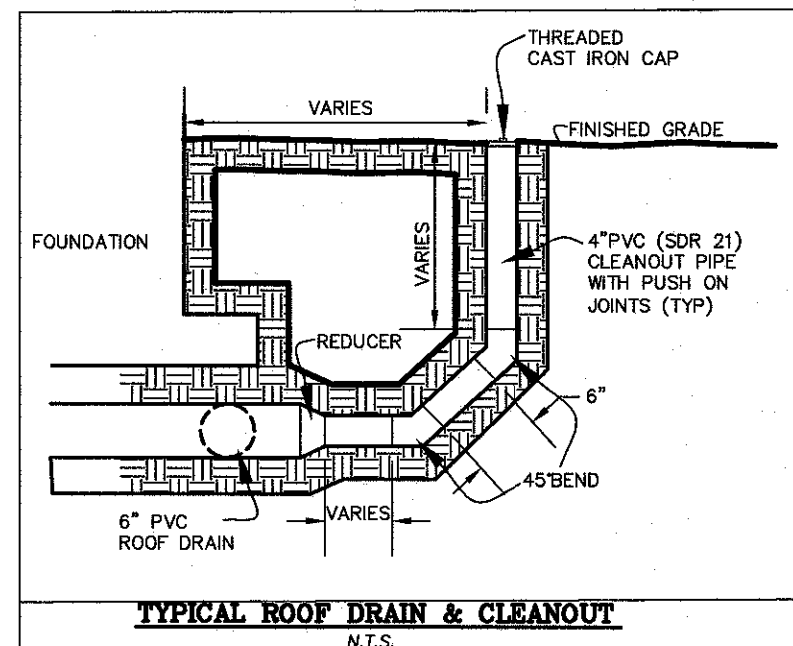 THREADED
CAST IRON CAP
VARIES
FINISHED GRADE
FOUNDATION
VARIES
4"PVC (SDR 21)
CLEANOUT PIPE
WITH PUSH ON
JOINTS (TYP)
REDUCER
6"
45°BEND
VARIES
6" PVC
ROOF DRAIN
TYPICAL ROOF DRAIN & CLEANOUT
N.T.S.